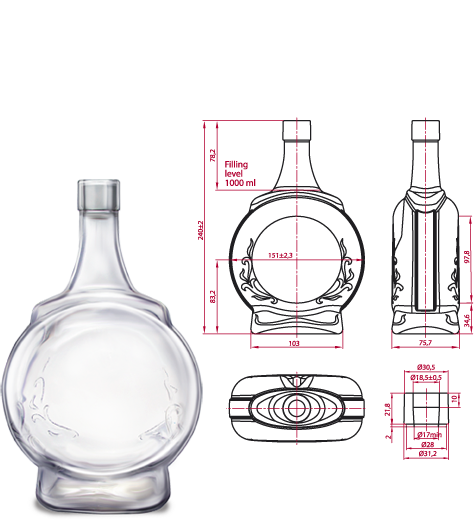 78,2
Filling
level
1000 ml
240±2
151±2,3
83,2
103
97,8
34,6
75,7
Ø30,5
Ø18,5±0,5
10
21,8
2
Ø17min
Ø28
Ø31,2